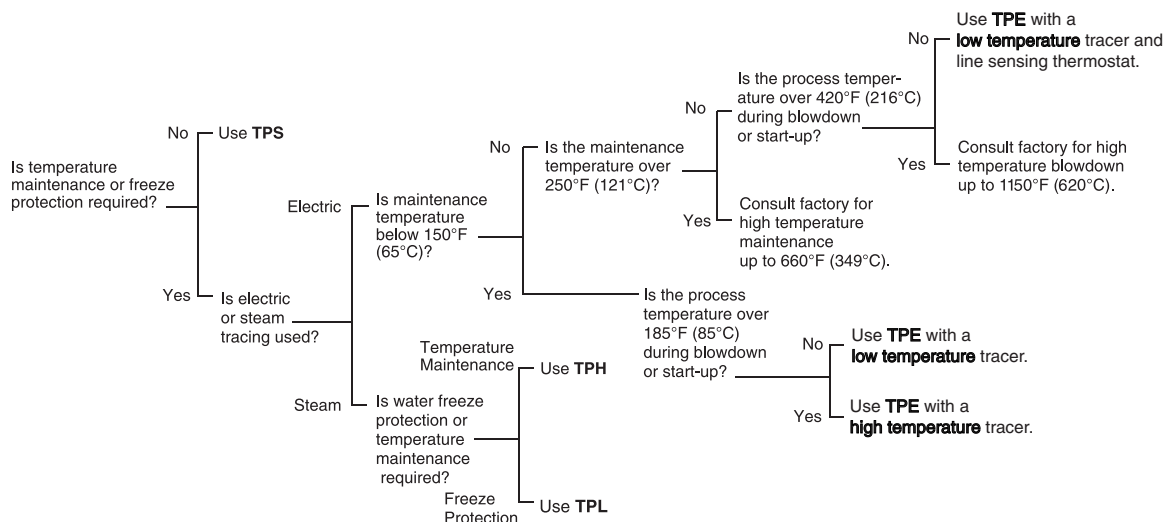 Is temperature
maintenance or freeze
protection required?
No
Use TPS
Yes
Is electric
or steam
tracing used?
Electric
Is maintenance
temperature
below 150°F
(65°C)?
No
Is the maintenance
temperature over
250°F (121°C)?
No
Is the process temper-
ature over 420°F (216°C)
during blowdown
or start-up?
No
Use TPE with a
low temperature tracer and
line sensing thermostat.
Yes
Consult factory for high
temperature blowdown
up to 1150°F (620°C).
Yes
Consult factory for
high temperature
maintenance
up to 660°F (349°C).
Yes
Is the process
temperature over
185°F (85°C)
during blowdown
or start-up?
No
Use TPE with a
low temperature tracer.
Yes
Use TPE with a
high temperature tracer.
Steam
Is water freeze
protection or
temperature
maintenance
required?
Temperature
Maintenance
Use TPH
Freeze
Protection
Use TPL